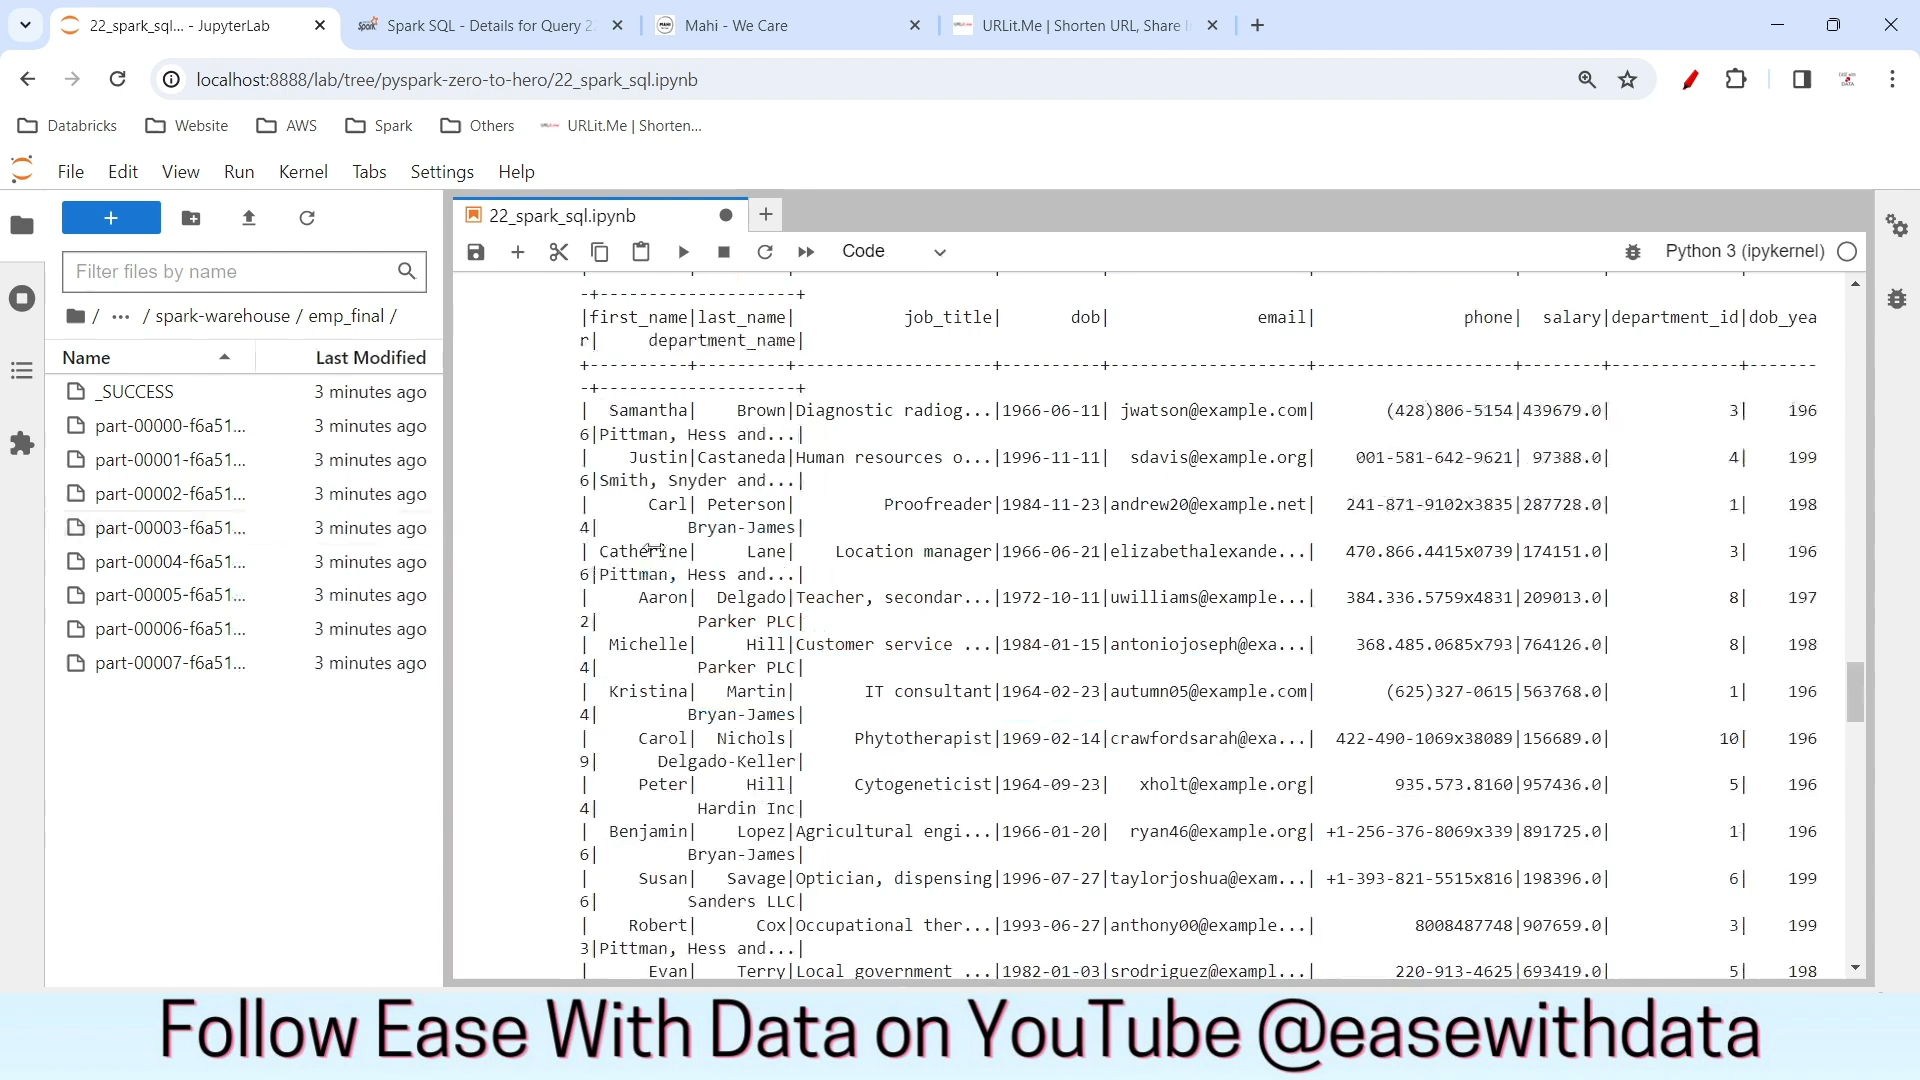 22_spark_sql... - JupyterLab
Spark SQL - Details for Query 22
Mahi - We Care
URLit.Me | Shorten URL, Share
localhost:8888/lab/tree/pyspark-zero-to-hero/22_spark_sql.ipynb
Databricks
Website
AWS
Spark
Others
URLit.Me | Shorten...
File Edit View Run Kernel Tabs Settings Help
Filter files by name
/ ··· / spark-warehouse / emp_final /
Name Last Modified
_SUCCESS 3 minutes ago
part-00000-f6a51... 3 minutes ago
part-00001-f6a51... 3 minutes ago
part-00002-f6a51... 3 minutes ago
part-00003-f6a51... 3 minutes ago
part-00004-f6a51... 3 minutes ago
part-00005-f6a51... 3 minutes ago
part-00006-f6a51... 3 minutes ago
part-00007-f6a51... 3 minutes ago
22_spark_sql.ipynb
Code
Python 3 (ipykernel)
-+--------------------+
|first_name|last_name|           job_title|       dob|               email|               phone|  salary|department_id|dob_yea
r|     department_name|
+----------+---------+--------------------+----------+--------------------+--------------------+--------+-------------+-------
-+--------------------+
|  Samantha|    Brown|Diagnostic radiog...|1966-06-11| jwatson@example.com|       (428)806-5154|439679.0|            3|    196
6|Pittman, Hess and...|
|    Justin|Castaneda|Human resources o...|1996-11-11|  sdavis@example.org|    001-581-642-9621| 97388.0|            4|    199
6|Smith, Snyder and...|
|      Carl| Peterson|         Proofreader|1984-11-23|andrew20@example.net|   241-871-9102x3835|287728.0|            1|    198
4|         Bryan-James|
| Catherine|     Lane|    Location manager|1966-06-21|elizabethalexande...|   470.866.4415x0739|174151.0|            3|    196
6|Pittman, Hess and...|
|     Aaron|  Delgado|Teacher, secondar...|1972-10-11|uwilliams@example...|   384.336.5759x4831|209013.0|            8|    197
2|          Parker PLC|
|  Michelle|     Hill|Customer service ...|1984-01-15|antoniojoseph@exa...|    368.485.0685x793|764126.0|            8|    198
4|          Parker PLC|
|  Kristina|   Martin|       IT consultant|1964-02-23|autumn05@example.com|       (625)327-0615|563768.0|            1|    196
4|         Bryan-James|
|     Carol|  Nichols|      Phytotherapist|1969-02-14|crawfordsarah@exa...|  422-490-1069x38089|156689.0|           10|    196
9|      Delgado-Keller|
|     Peter|     Hill|      Cytogeneticist|1964-09-23|   xholt@example.org|        935.573.8160|957436.0|            5|    196
4|          Hardin Inc|
|  Benjamin|    Lopez|Agricultural engi...|1966-01-20|  ryan46@example.org| +1-256-376-8069x339|891725.0|            1|    196
6|         Bryan-James|
|     Susan|   Savage|Optician, dispensing|1996-07-27|taylorjoshua@exam...| +1-393-821-5515x816|198396.0|            6|    199
6|         Sanders LLC|
|    Robert|      Cox|Occupational ther...|1993-06-27|anthony00@example...|          8008487748|907659.0|            3|    199
3|Pittman, Hess and...|
|      Evan|    Terry|Local government ...|1982-01-03|srodriguez@exampl...|        220-913-4625|693419.0|            5|    198
Follow Ease With Data on YouTube @easewithdata